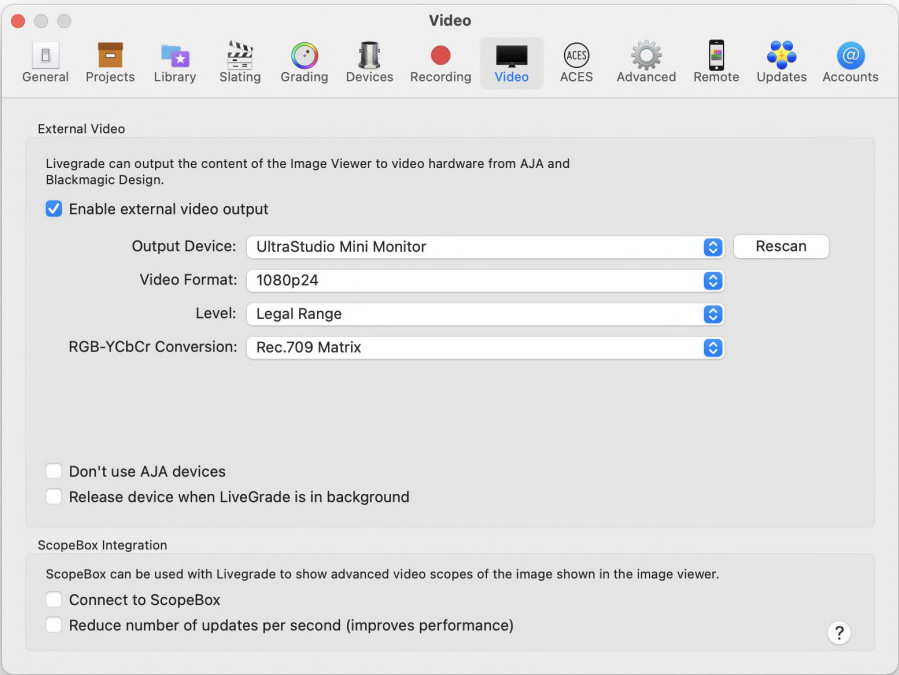 Video
General Projects Library Slating Grading Devices Recording Video ACES Advanced Remote Updates Accounts
External Video
Livegrade can output the content of the Image Viewer to video hardware from AJA and
Blackmagic Design.
Enable external video output
Output Device: UltraStudio Mini Monitor Rescan
Video Format: 1080p24
Level: Legal Range
RGB-YCbCr Conversion: Rec.709 Matrix
Don't use AJA devices
Release device when LiveGrade is in background
ScopeBox Integration
ScopeBox can be used with Livegrade to show advanced video scopes of the image shown in the image viewer.
Connect to ScopeBox
Reduce number of updates per second (improves performance)
?